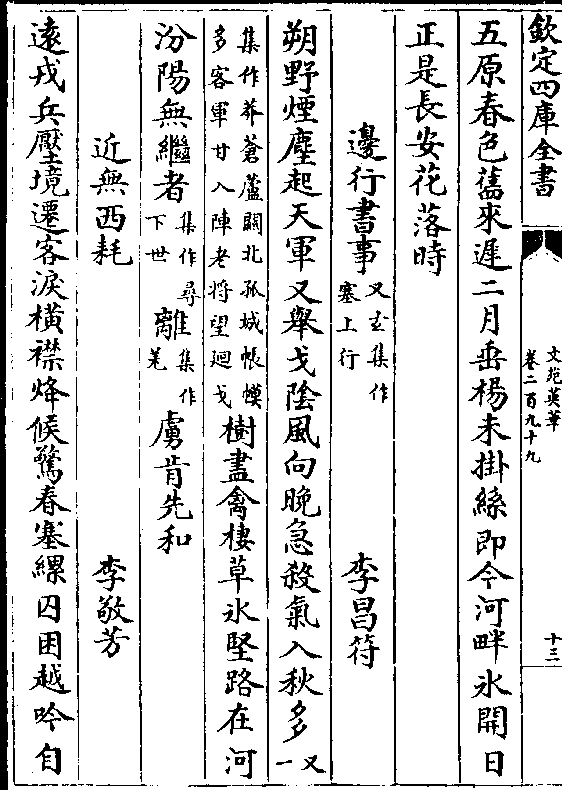 欽定四庫全書
文苑英華
卷二百九十九
十三
五原春色舊來遲二月垂楊未掛絲即今河畔氷開日
正是長安花落時
邊行書事又玄集作塞上行　李昌符
朔野煙塵起天軍又舉戈陰風向晚急殺氣入秋多又一
集作莽蒼蘆關北孤城帳幙多客軍甘入陣老將望廻戈樹盡禽棲草氷堅路在河
汾陽無繼者集作尋下世離集作羌虜肯先和
近無西耗　李敬芳
遠戎兵壓境遷客淚橫襟烽候驚春塞縲囚困越吟自